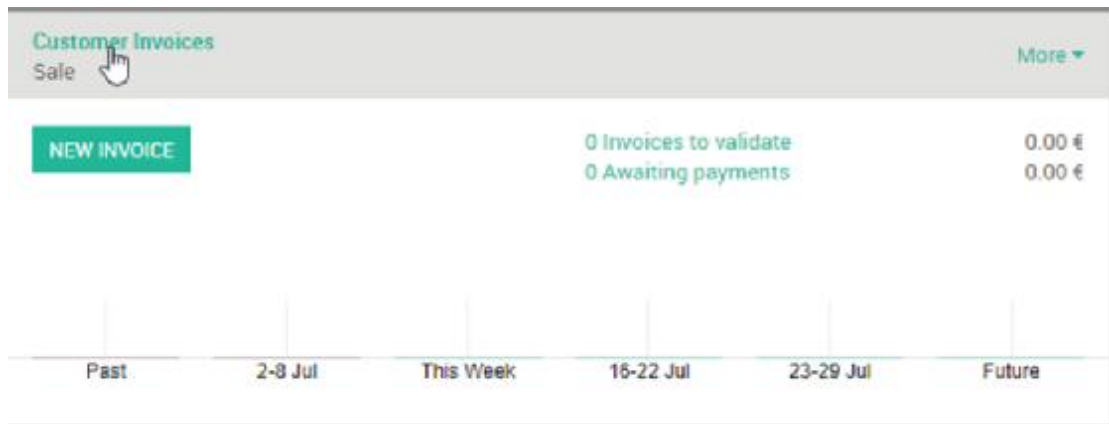 Customer Invoices
Sale
More
NEW INVOICE
0 Invoices to validate 0.00 €
0 Awaiting payments 0.00 €
Past 2-8 Jul This Week 16-22 Jul 23-29 Jul Future